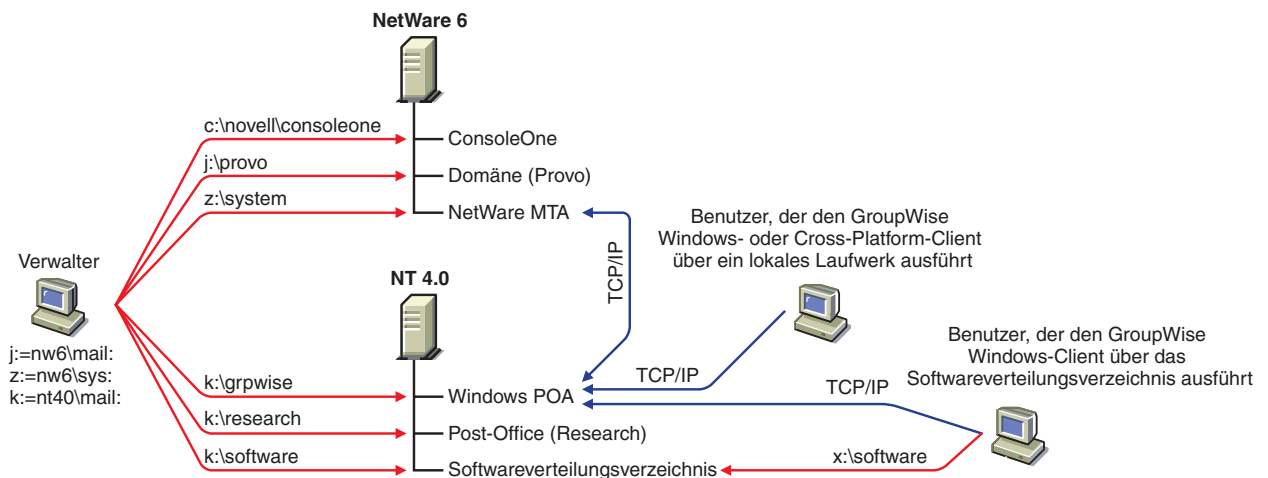 NetWare 6
c:\novell\consoleone
ConsoleOne
j:\provo
Domäne (Provo)
z:\system
NetWare MTA
Benutzer, der den GroupWise
Windows- oder Cross-Platform-Client
über ein lokales Laufwerk ausführt
TCP/IP
Verwalter
j:=nw6\mail:
z:=nw6\sys:
k:=nt40\mail:
NT 4.0
Benutzer, der den GroupWise
Windows-Client über das
Softwareverteilungsverzeichnis ausführt
k:\grpwise
Windows POA
TCP/IP
TCP/IP
k:\research
Post-Office (Research)
k:\software
Softwareverteilungsverzeichnis
x:\software